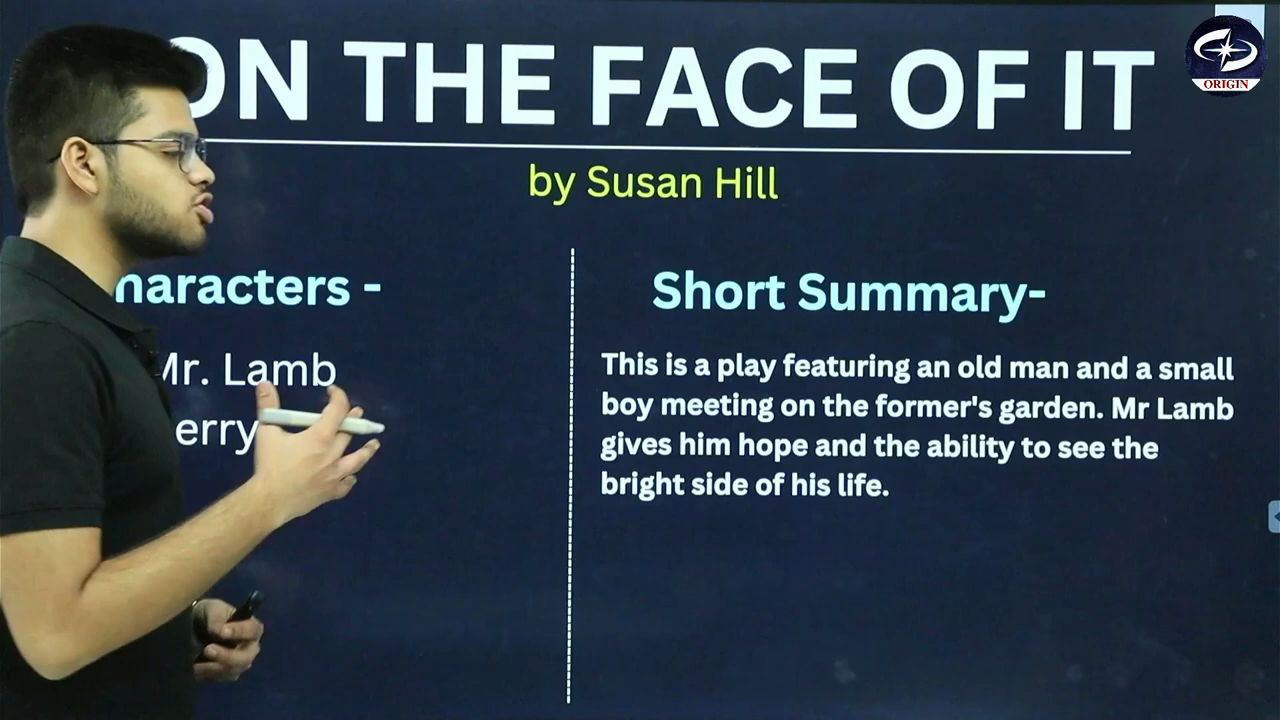 ON THE FACE OF IT
by Susan Hill
haracters -
Mr. Lamb
erry
Short Summary-
This is a play featuring an old man and a small
boy meeting on the former's garden. Mr Lamb
gives him hope and the ability to see the
bright side of his life.
ORIGIN